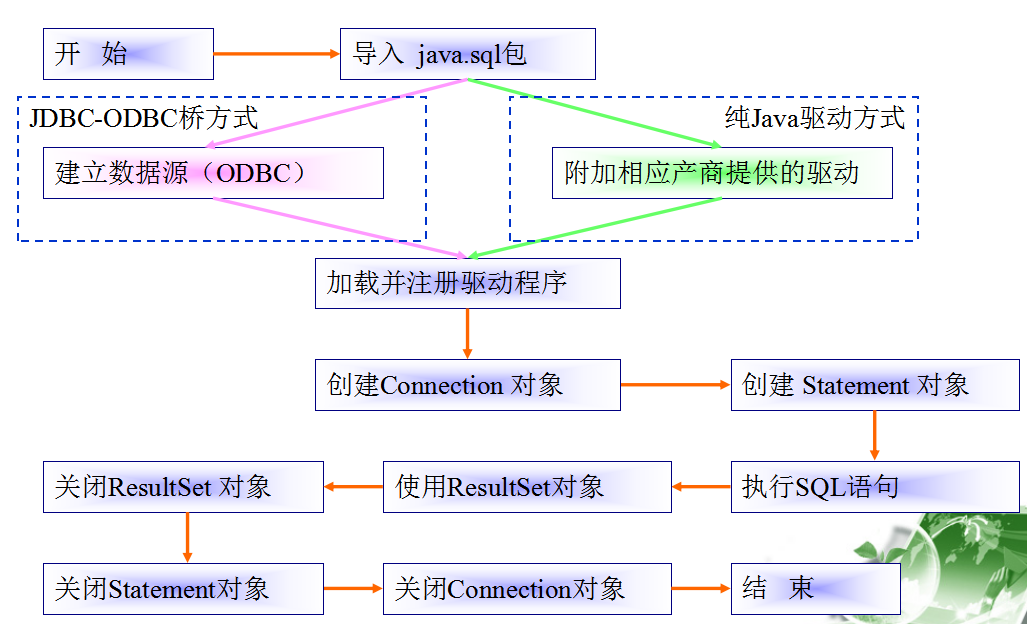 开 始
导入 java.sql包
JDBC-ODBC桥方式
纯Java驱动方式
建立数据源（ODBC）
附加相应产商提供的驱动
加载并注册驱动程序
创建Connection 对象
创建 Statement 对象
关闭ResultSet 对象
使用ResultSet对象
执行SQL语句
关闭Statement对象
关闭Connection对象
结 束